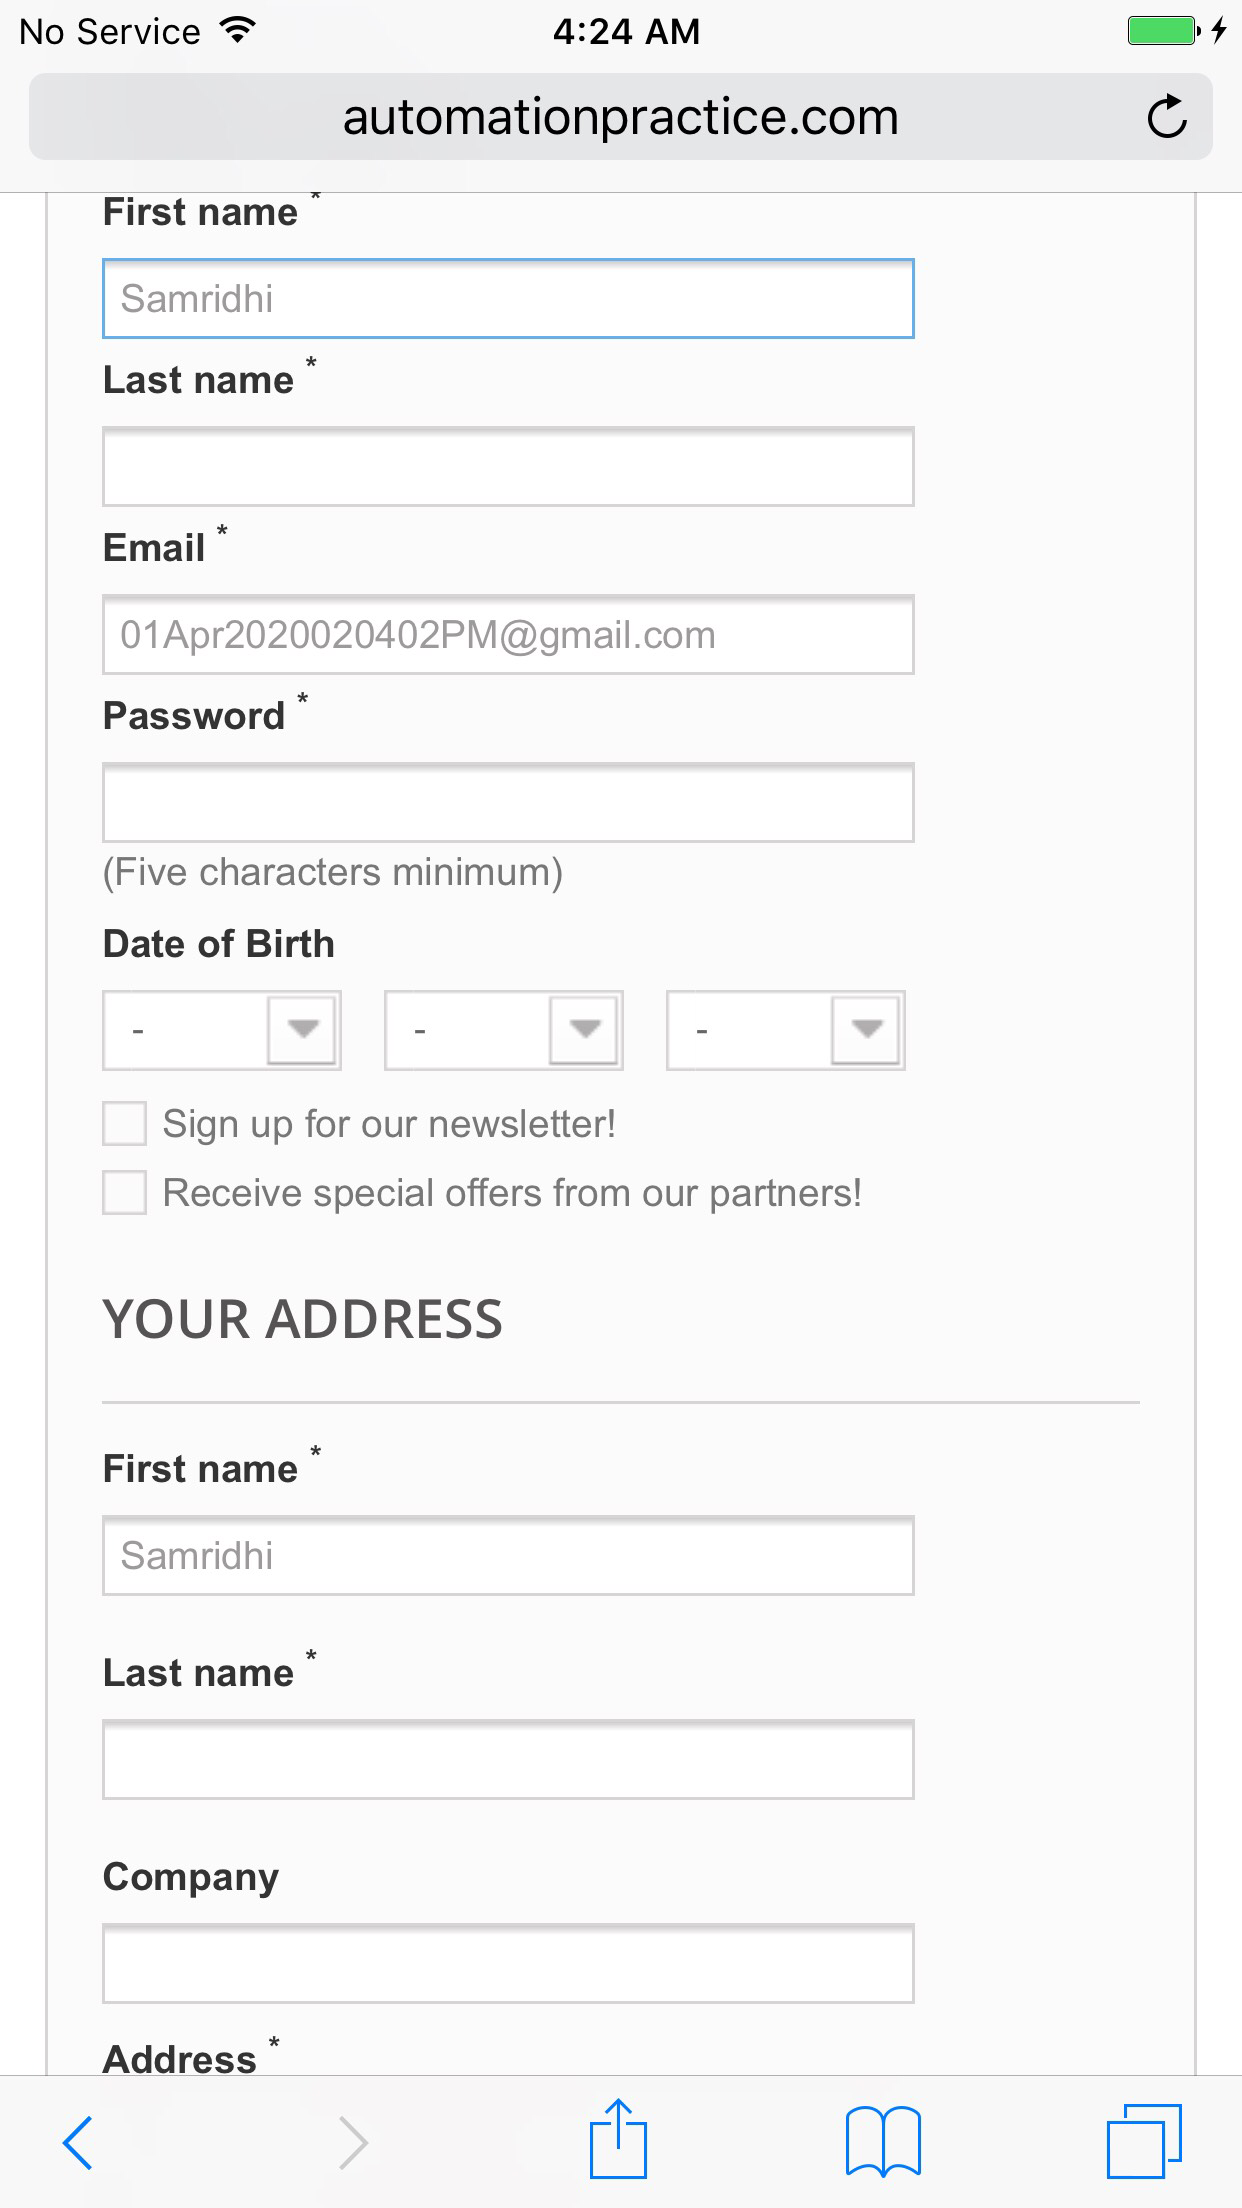 No Service 4:24 AM
automationpractice.com
First name *
Samridhi
Last name *
Email *
01Apr2020020402PM@gmail.com
Password *
(Five characters minimum)
Date of Birth
- - -
Sign up for our newsletter!
Receive special offers from our partners!
YOUR ADDRESS
First name *
Samridhi
Last name *
Company
Address *